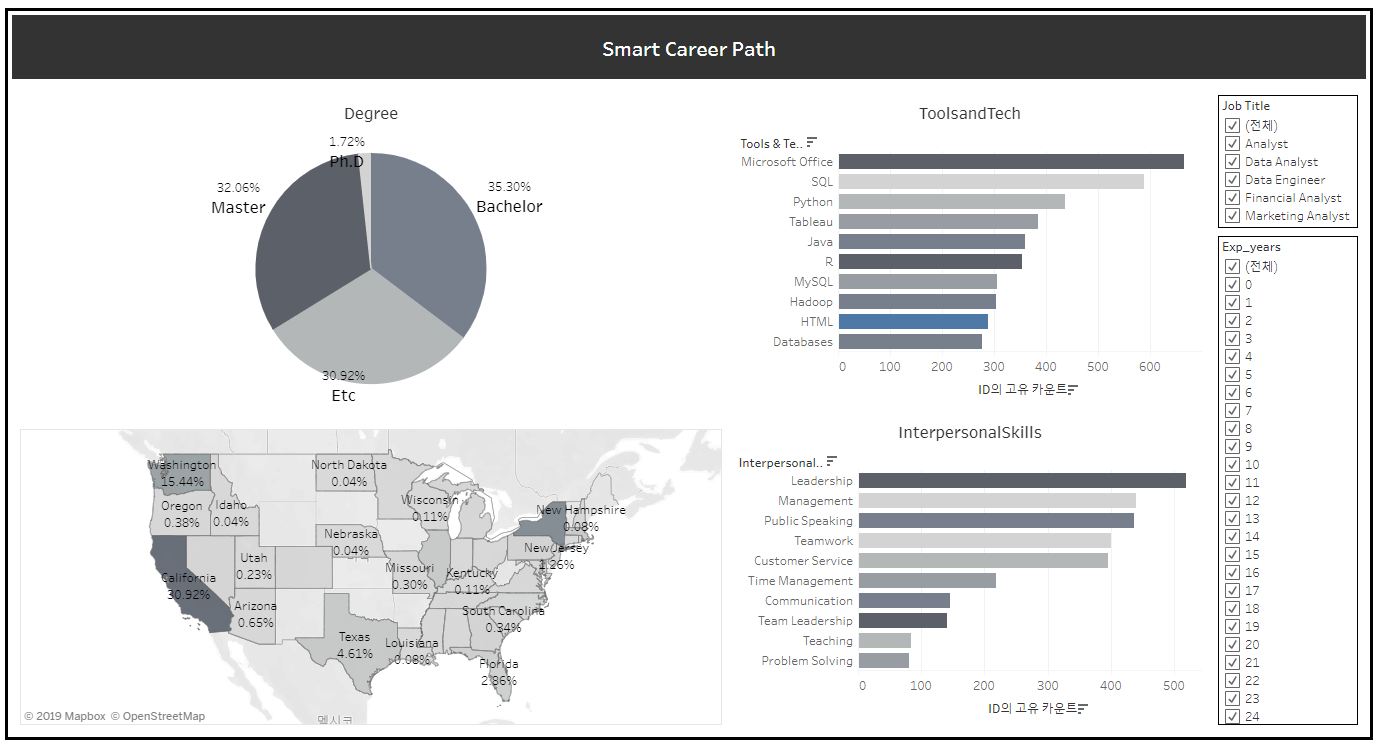 Smart Career Path
Degree
1.72%
Ph.D
32.06%
Master
35.30%
Bachelor
30.92%
Etc
ToolsandTech
Tools & Te..
Microsoft Office
SQL
Python
Tableau
Java
R
MySQL
Hadoop
HTML
Databases
0 100 200 300 400 500 600
ID의 고유 카운트
Washington
15.44%
North Dakota
0.04%
Oregon
0.38%
Idaho
0.04%
Wisconsin
0.11%
New Hampshire
0.08%
Nebraska
0.04%
New Jersey
1.26%
Utah
0.23%
Missouri
0.30%
Kentucky
0.11%
California
30.92%
Arizona
0.65%
South Carolina
0.34%
Texas
4.61%
Louisiana
0.08%
Florida
2.86%
멕시코
© 2019 Mapbox © OpenStreetMap
InterpersonalSkills
Interpersonal..
Leadership
Management
Public Speaking
Teamwork
Customer Service
Time Management
Communication
Team Leadership
Teaching
Problem Solving
0 100 200 300 400 500
ID의 고유 카운트
Job Title
(전체)
Analyst
Data Analyst
Data Engineer
Financial Analyst
Marketing Analyst
Exp_years
(전체)
0
1
2
3
4
5
6
7
8
9
10
11
12
13
14
15
16
17
18
19
20
21
22
23
24